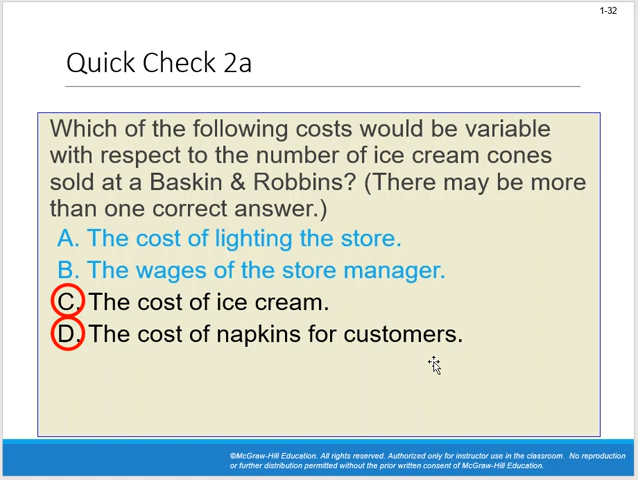 1-32
Quick Check 2a
Which of the following costs would be variable
with respect to the number of ice cream cones
sold at a Baskin & Robbins? (There may be more
than one correct answer.)
A. The cost of lighting the store.
B. The wages of the store manager.
C. The cost of ice cream.
D. The cost of napkins for customers.
©McGraw-Hill Education. All rights reserved. Authorized only for instructor use in the classroom. No reproduction
or further distribution permitted without the prior written consent of McGraw-Hill Education.